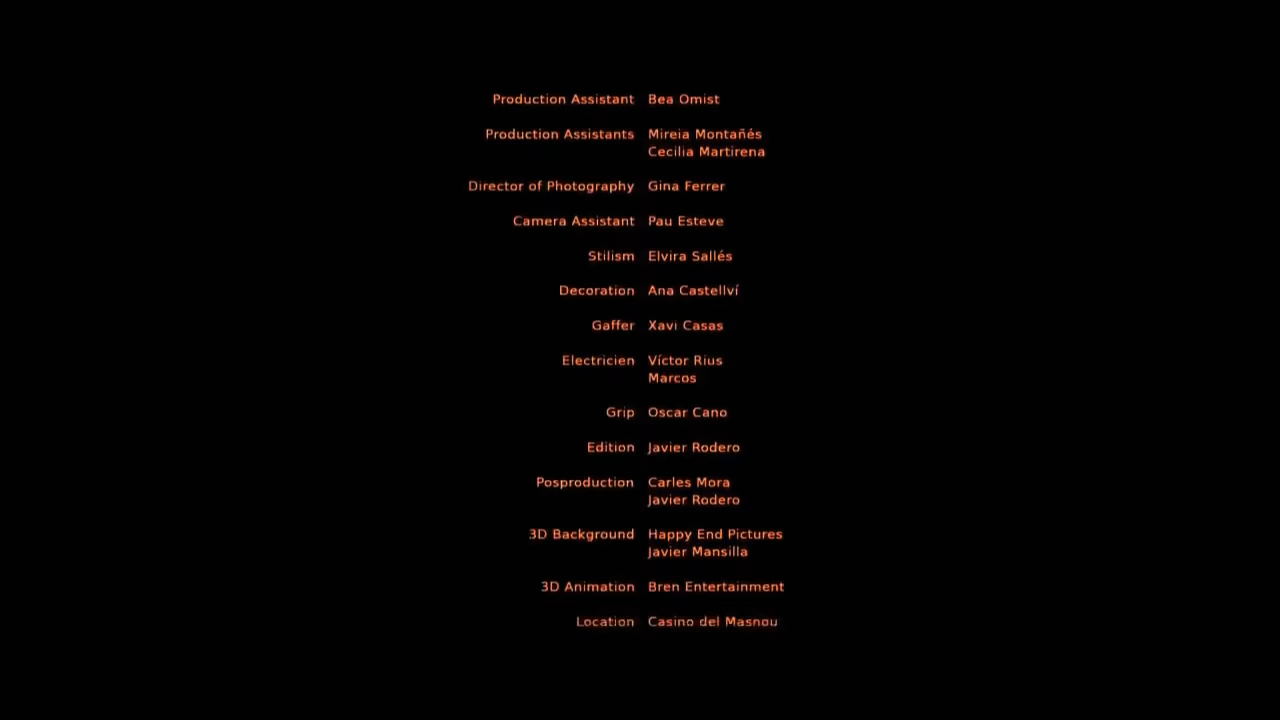 Production Assistant Bea Omist
Production Assistants Mireia Montañés
Cecilia Martirena
Director of Photography Gina Ferrer
Camera Assistant Pau Esteve
Stilism Elvira Sallés
Decoration Ana Castellví
Gaffer Xavi Casas
Electricien Víctor Rius
Marcos
Grip Oscar Cano
Edition Javier Rodero
Posproduction Carles Mora
Javier Rodero
3D Background Happy End Pictures
Javier Mansilla
3D Animation Bren Entertainment
Location Casino del Masnou